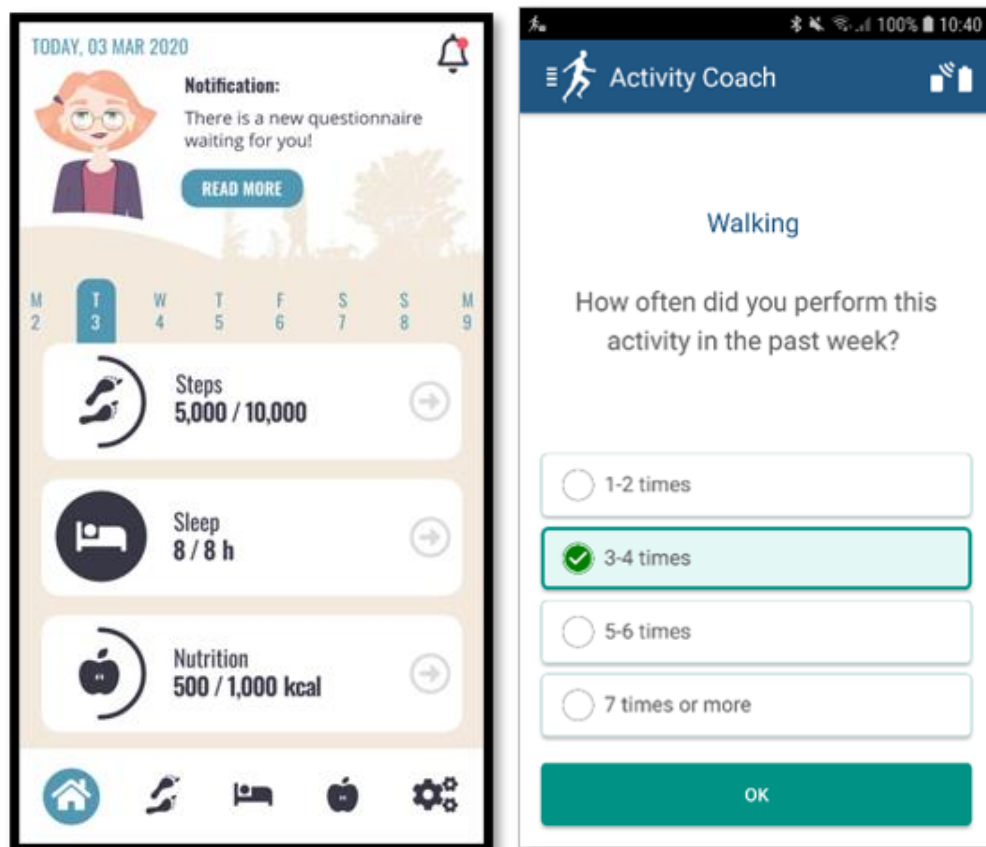 TODAY, 03 MAR 2020
Notification:
There is a new questionnaire
waiting for you!
READ MORE
M T W T F S S M
2 3 4 5 6 7 8 9
Steps
5,000 / 10,000
Sleep
8 / 8 h
Nutrition
500 / 1,000 kcal
100% 10:40
Activity Coach
Walking
How often did you perform this
activity in the past week?
1-2 times
3-4 times
5-6 times
7 times or more
OK